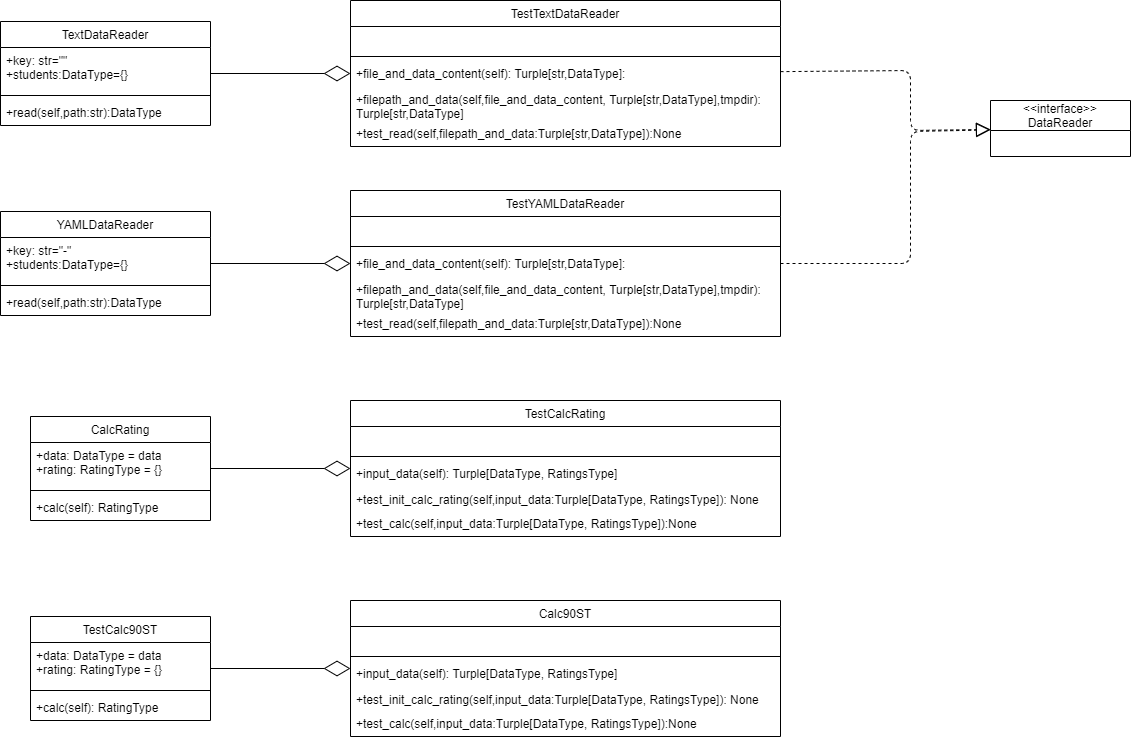 TextDataReader
+key: str=""
+students:DataType={}
+read(self,path:str):DataType
TestTextDataReader
+file_and_data_content(self): Turple[str,DataType]:
+filepath_and_data(self,file_and_data_content, Turple[str,DataType],tmpdir):
Turple[str,DataType]
+test_read(self,filepath_and_data:Turple[str,DataType]):None
<<interface>>
DataReader
YAMLDataReader
+key: str="-"
+students:DataType={}
+read(self,path:str):DataType
TestYAMLDataReader
+file_and_data_content(self): Turple[str,DataType]:
+filepath_and_data(self,file_and_data_content, Turple[str,DataType],tmpdir):
Turple[str,DataType]
+test_read(self,filepath_and_data:Turple[str,DataType]):None
CalcRating
+data: DataType = data
+rating: RatingType = {}
+calc(self): RatingType
TestCalcRating
+input_data(self): Turple[DataType, RatingsType]
+test_init_calc_rating(self,input_data:Turple[DataType, RatingsType]): None
+test_calc(self,input_data:Turple[DataType, RatingsType]):None
TestCalc90ST
+data: DataType = data
+rating: RatingType = {}
+calc(self): RatingType
Calc90ST
+input_data(self): Turple[DataType, RatingsType]
+test_init_calc_rating(self,input_data:Turple[DataType, RatingsType]): None
+test_calc(self,input_data:Turple[DataType, RatingsType]):None